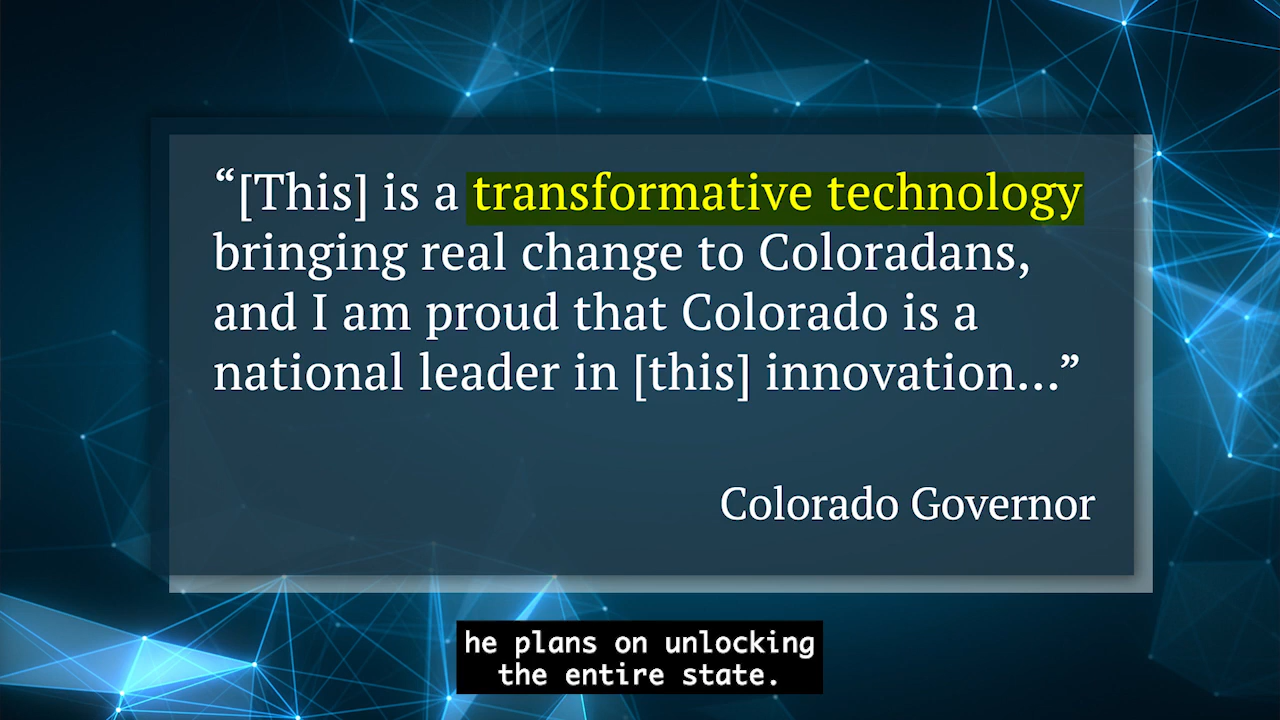 “[This] is a transformative technology
bringing real change to Coloradans,
and I am proud that Colorado is a
national leader in [this] innovation...”
Colorado Governor
he plans on unlocking
the entire state.